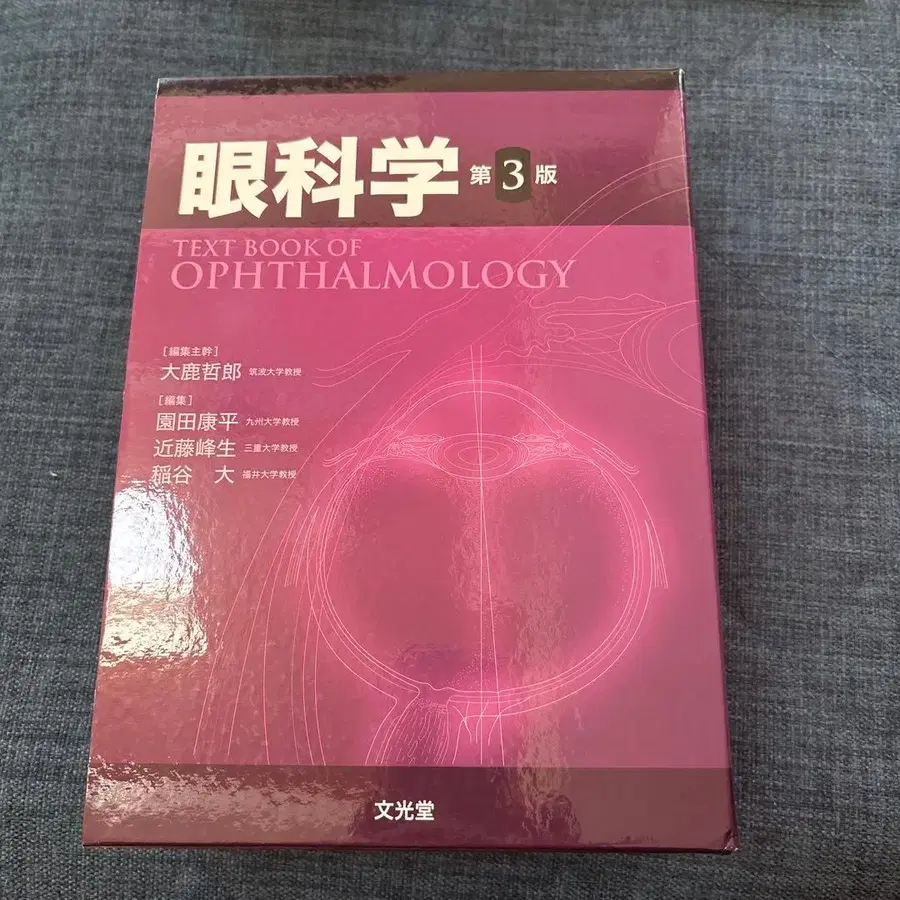 眼科学 第3版
TEXT BOOK OF
OPHTHALMOLOGY
[編集主幹]
大鹿哲郎 筑波大学教授
[編集]
園田康平 九州大学教授
近藤峰生 三重大学教授
稲谷 大 福井大学教授
文光堂